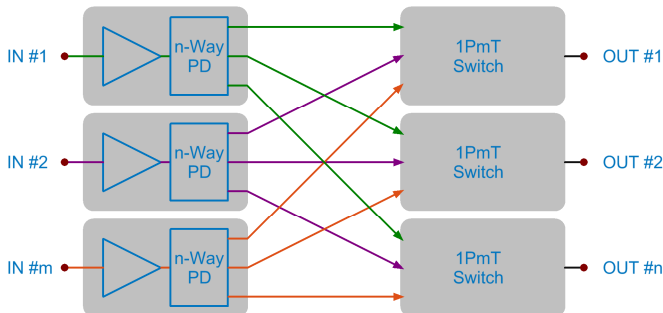 IN #1
n-Way
PD
1PmT
Switch
OUT #1
IN #2
n-Way
PD
1PmT
Switch
OUT #2
IN #m
n-Way
PD
1PmT
Switch
OUT #n